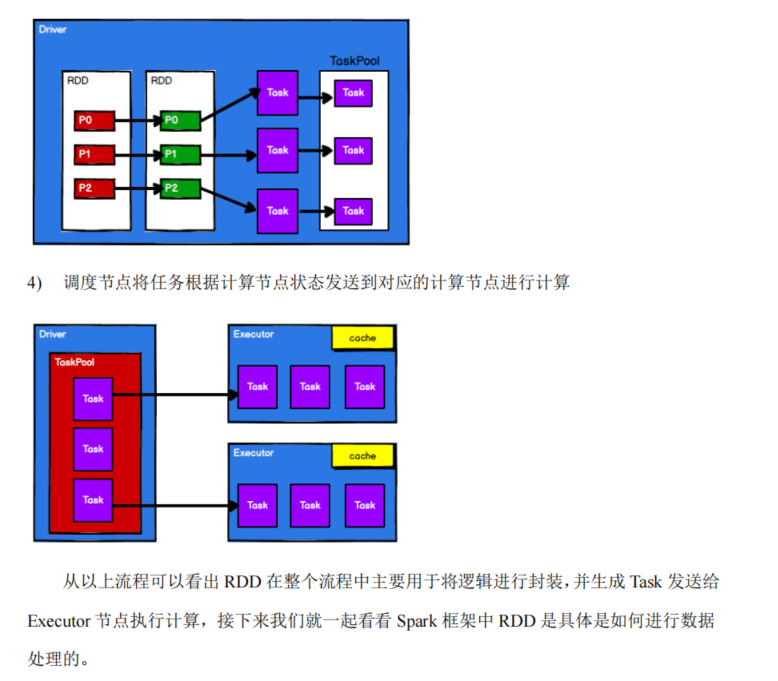 Driver
TaskPool
RDD
RDD
Task
Task
P0
P0
P1
P1
Task
Task
P2
P2
Task
Task
4) 调度节点将任务根据计算节点状态发送到对应的计算节点进行计算
Driver
TaskPool
Task
Task
Task
Executor
cache
Task
Task
Task
Executor
cache
Task
Task
Task
从以上流程可以看出 RDD 在整个流程中主要用于将逻辑进行封装，并生成 Task 发送给
Executor 节点执行计算，接下来我们就一起看看 Spark 框架中 RDD 是具体是如何进行数据
处理的。